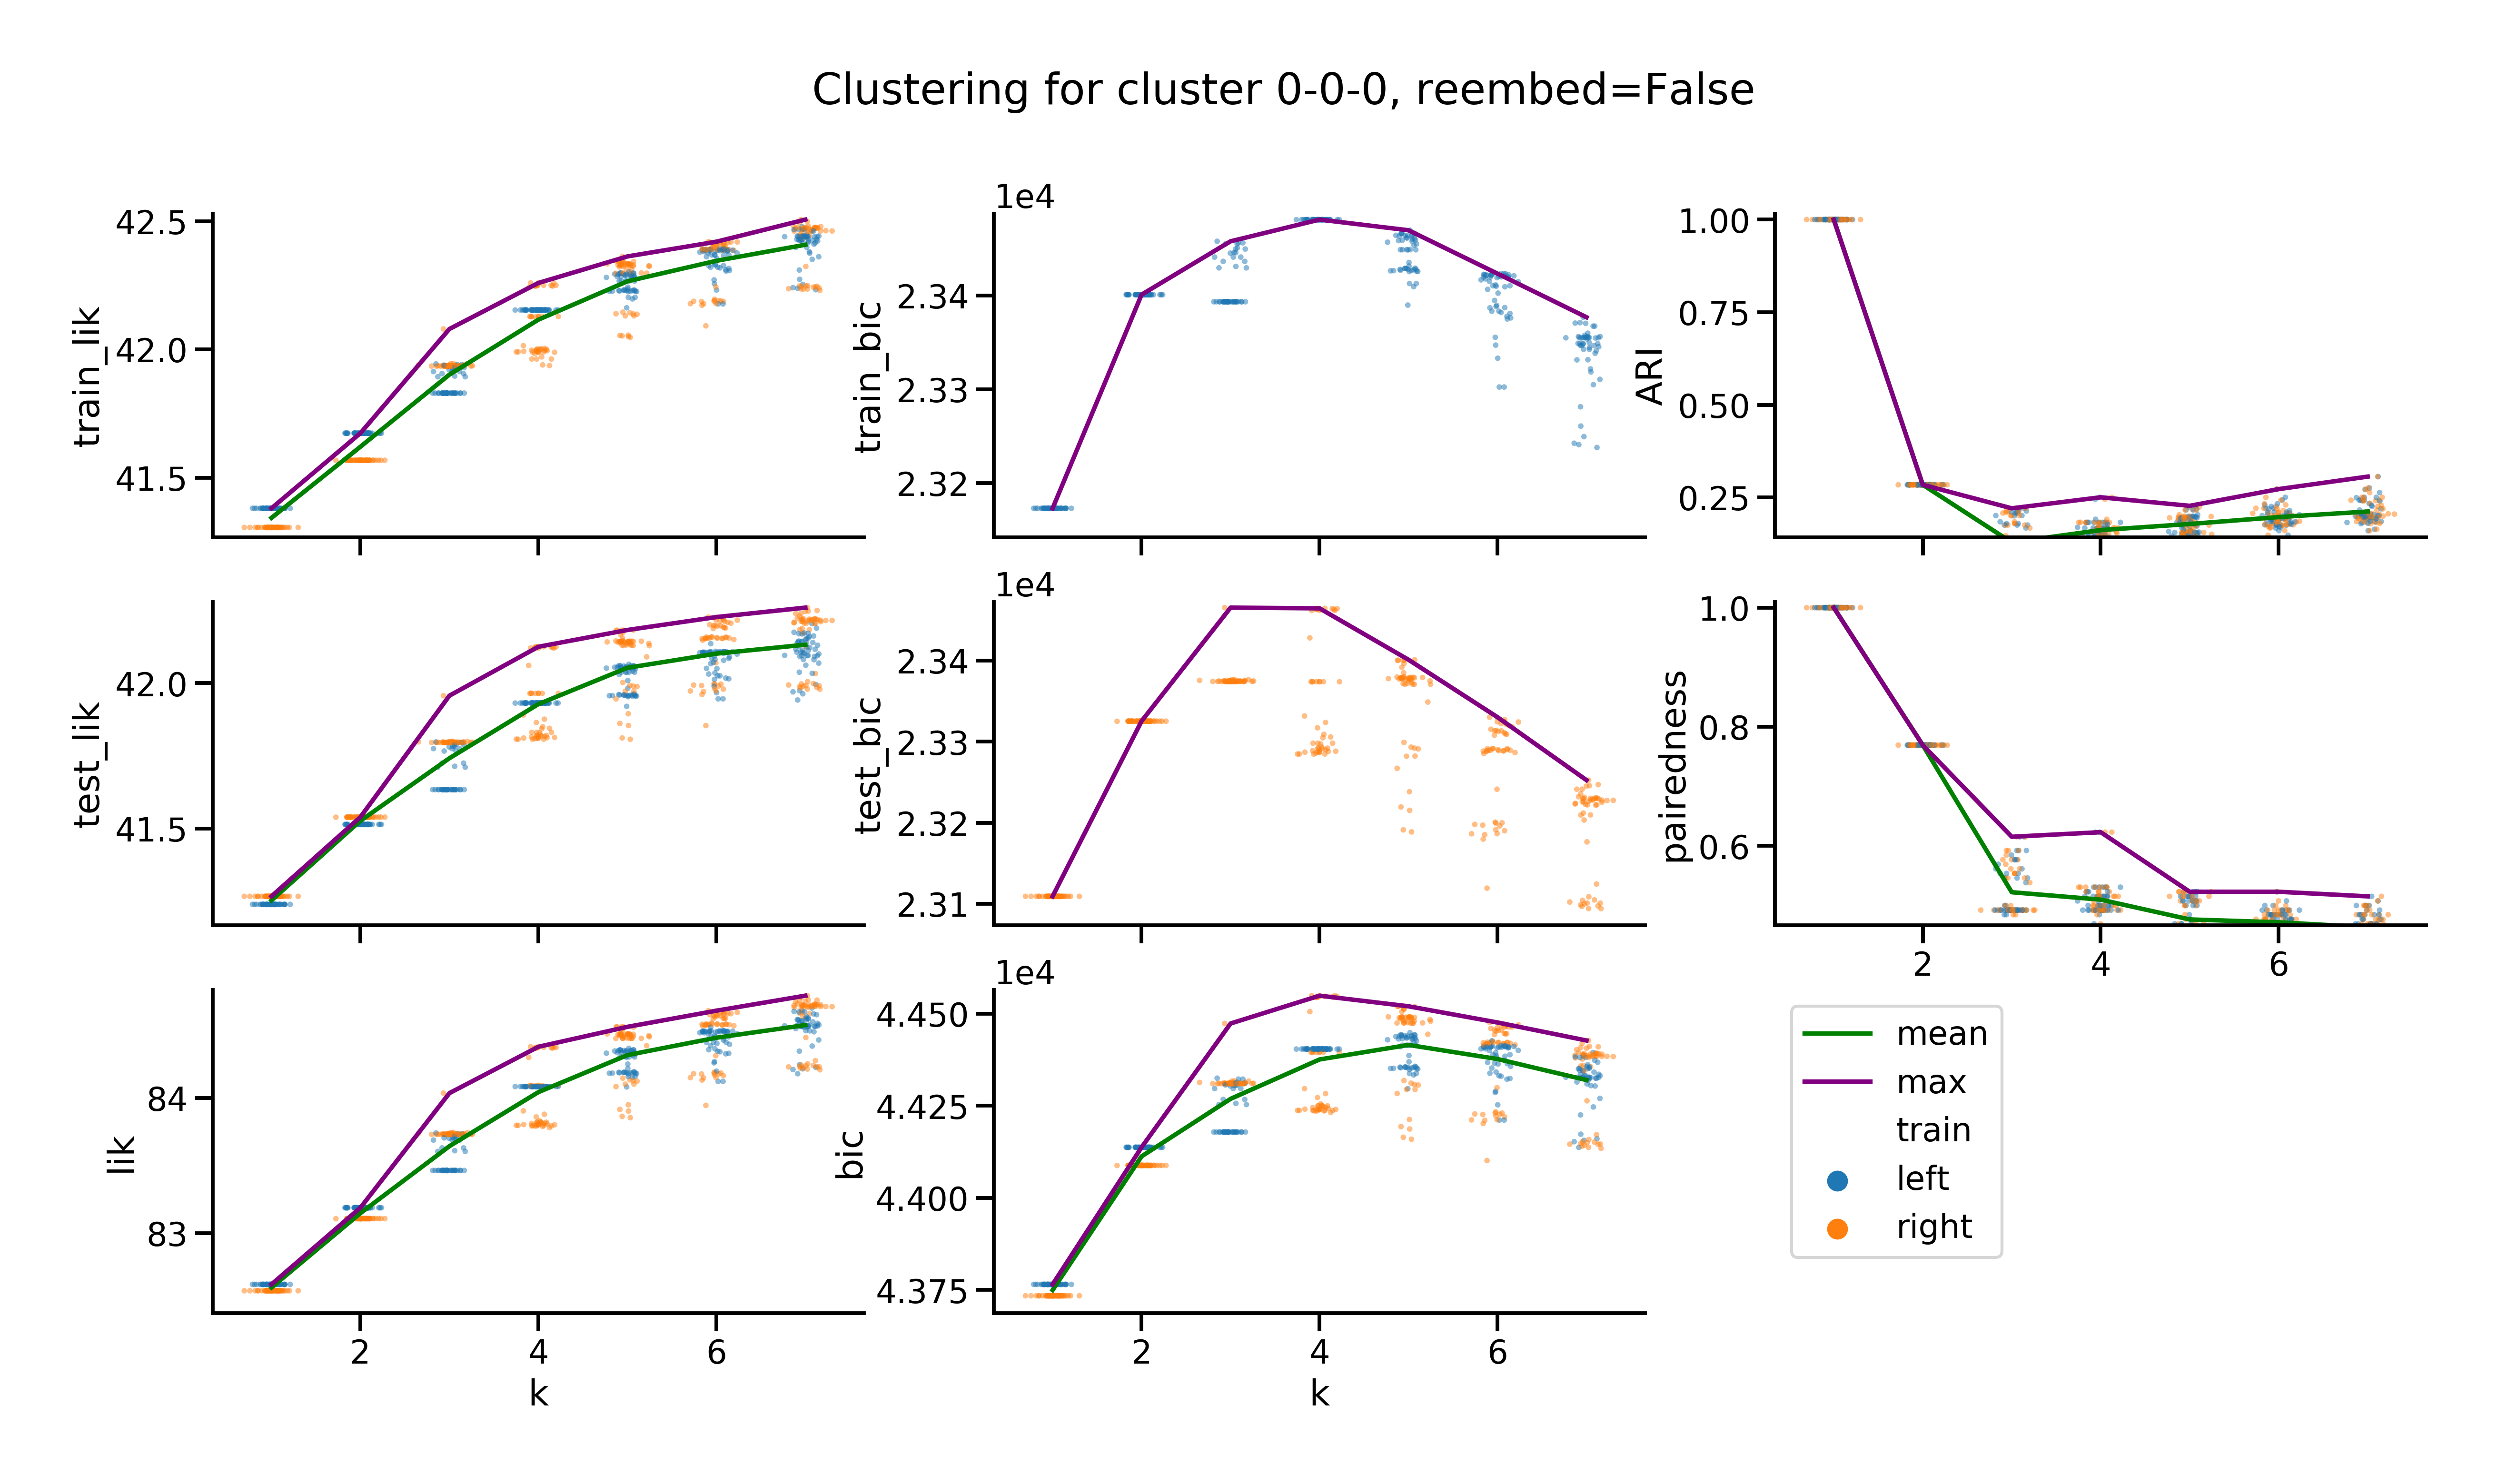 Clustering for cluster 0-0-0, reembed=False
train_lik
42.5
42.0
41.5
1e4
train_bic
2.34
2.33
2.32
ARI
1.00
0.75
0.50
0.25
test_lik
42.0
41.5
1e4
test_bic
2.34
2.33
2.32
2.31
pairedness
1.0
0.8
0.6
2 4 6
lik
84
83
2 4 6
k
1e4
bic
4.450
4.425
4.400
4.375
2 4 6
k
mean
max
train
left
right